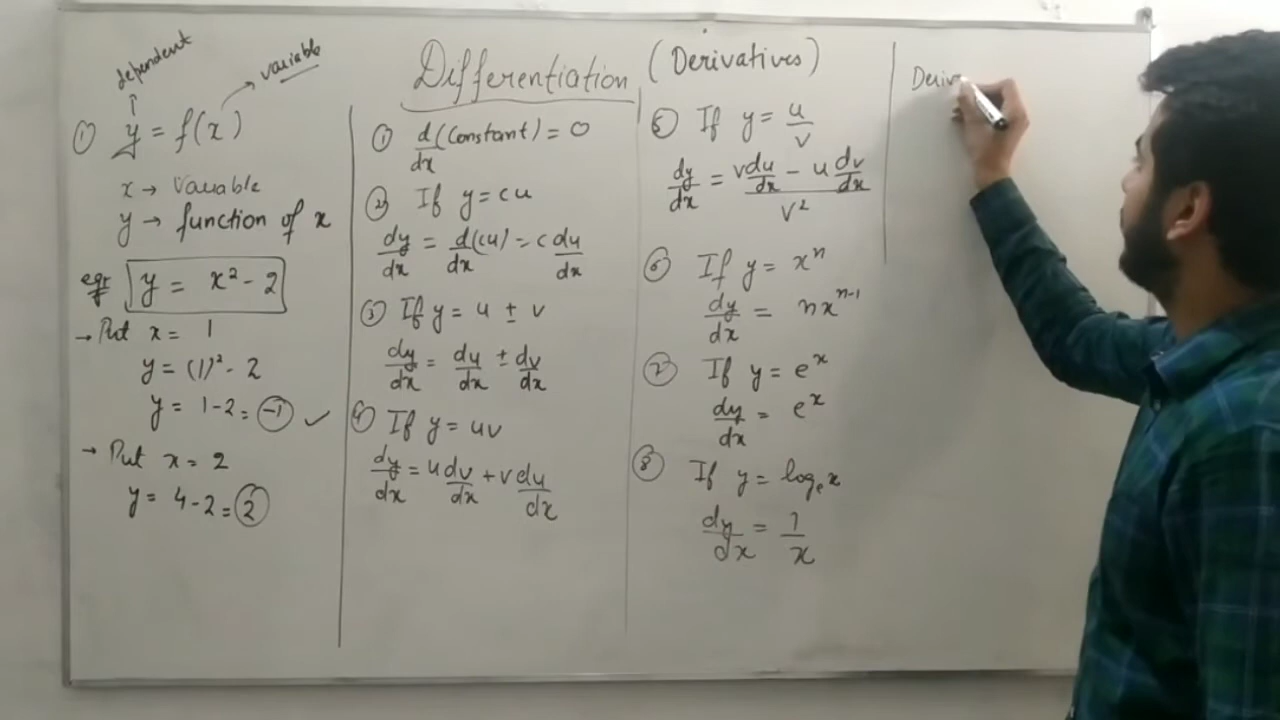 Differentiation (Derivatives)
dependent
variable
① y = f(x)
x → Variable
y → function of x
eg: y = x² - 2
→ Put x = 1
y = (1)² - 2
y = 1-2 = -1 ✓
→ Put x = 2
y = 4-2 = 2
① d/dx (Constant) = 0
② If y = cu
dy/dx = d(cu)/dx = c du/dx
③ If y = u ± v
dy/dx = du/dx ± dv/dx
④ If y = uv
dy/dx = u dv/dx + v du/dx
⑤ If y = u/v
dy/dx = (v du/dx - u dv/dx)/v²
⑥ If y = xⁿ
dy/dx = nxⁿ⁻¹
⑦ If y = eˣ
dy/dx = eˣ
⑧ If y = logₑx
dy/dx = 1/x
Deriv